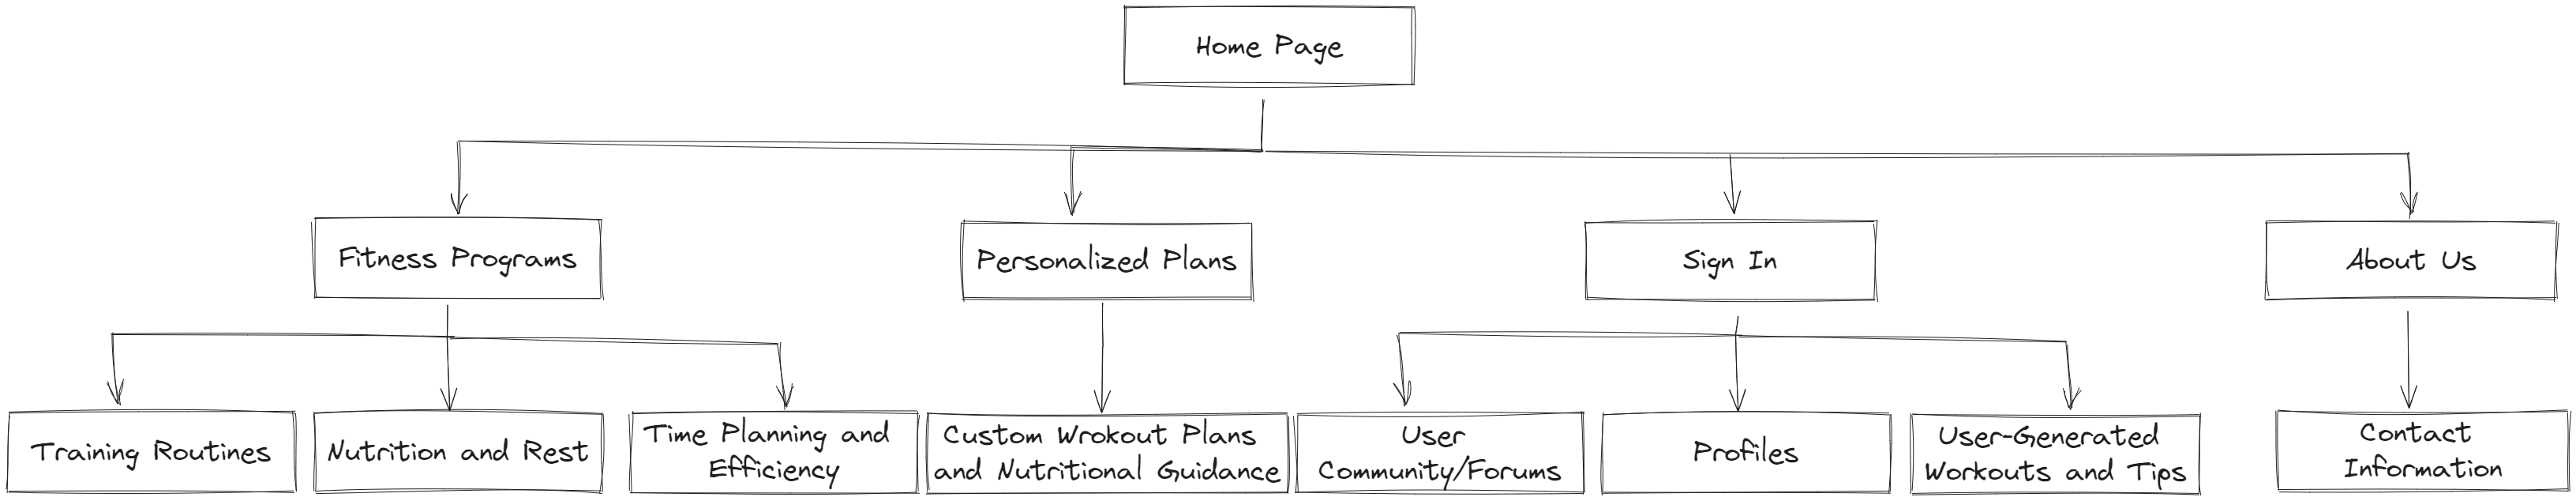 Home Page
Fitness Programs
Personalized Plans
Sign In
About Us
Training Routines
Nutrition and Rest
Time Planning and
Efficiency
Custom Wrokout Plans
and Nutritional Guidance
User
Community/Forums
Profiles
User-Generated
Workouts and Tips
Contact
Information